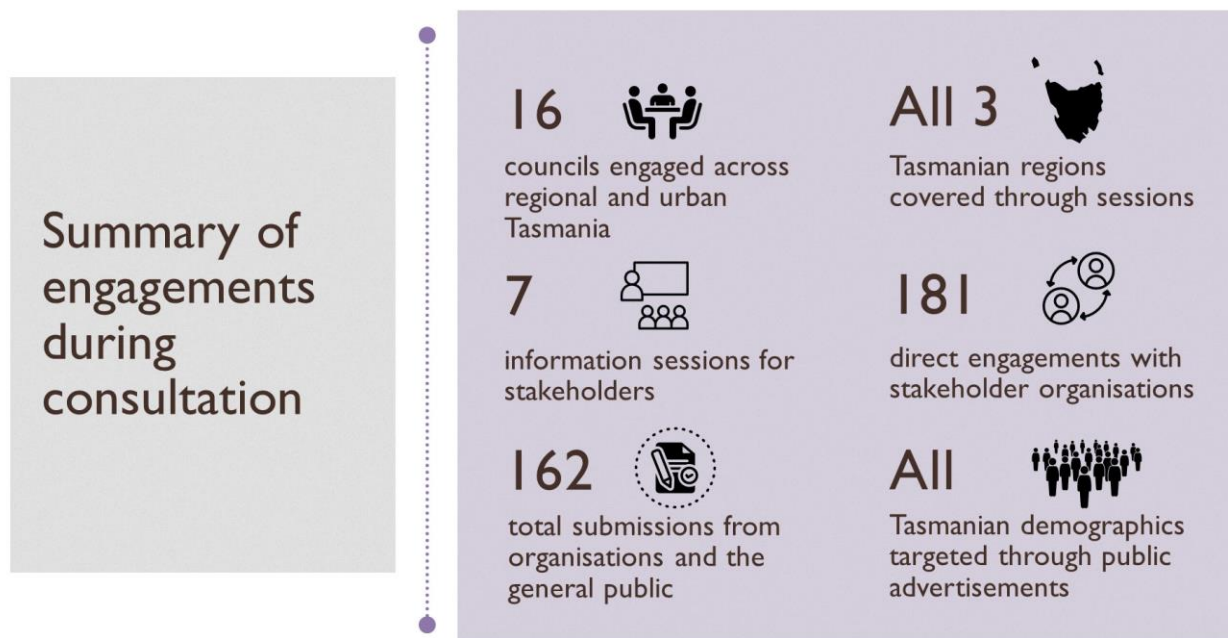 Summary of
engagements
during
consultation
16
councils engaged across
regional and urban
Tasmania
All 3
Tasmanian regions
covered through sessions
7
information sessions for
stakeholders
181
direct engagements with
stakeholder organisations
162
total submissions from
organisations and the
general public
All
Tasmanian demographics
targeted through public
advertisements